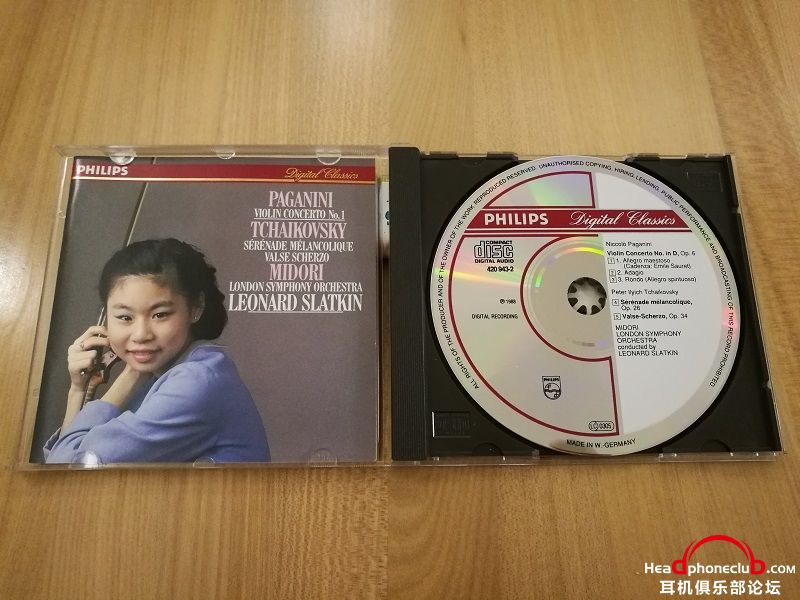 PHILIPS
Digital Classics
PAGANINI
VIOLIN CONCERTO No.1
TCHAIKOVSKY
SÉRÉNADE MÉLANCOLIQUE
VALSE SCHERZO
MIDORI
LONDON SYMPHONY ORCHESTRA
LEONARD SLATKIN
ALL RIGHTS OF THE PRODUCER AND OF THE OWNER OF THE WORK REPRODUCED RESERVED. UNAUTHORISED COPYING, HIRING, LENDING, PUBLIC PERFORMANCE AND BROADCASTING OF THIS RECORD PROHIBITED
PHILIPS
Digital Classics
COMPACT
disc
DIGITAL AUDIO
420 943-2
℗ 1988
DIGITAL RECORDING
Niccolò Paganini
Violin Concerto No. in D, Op. 6
1 1. Allegro maestoso
(Cadenza: Emile Sauret)
2 2. Adagio
3 3. Rondo (Allegro spirituoso)
Peter Ilyich Tchaikovsky
4 Sérénade mélancolique,
Op. 26
5 Valse-Scherzo, Op. 34
MIDORI
LONDON SYMPHONY
ORCHESTRA
conducted by
LEONARD SLATKIN
PHILIPS
LC 0305
MADE IN W.-GERMANY
HeadphonecluD.com
耳机俱乐部论坛